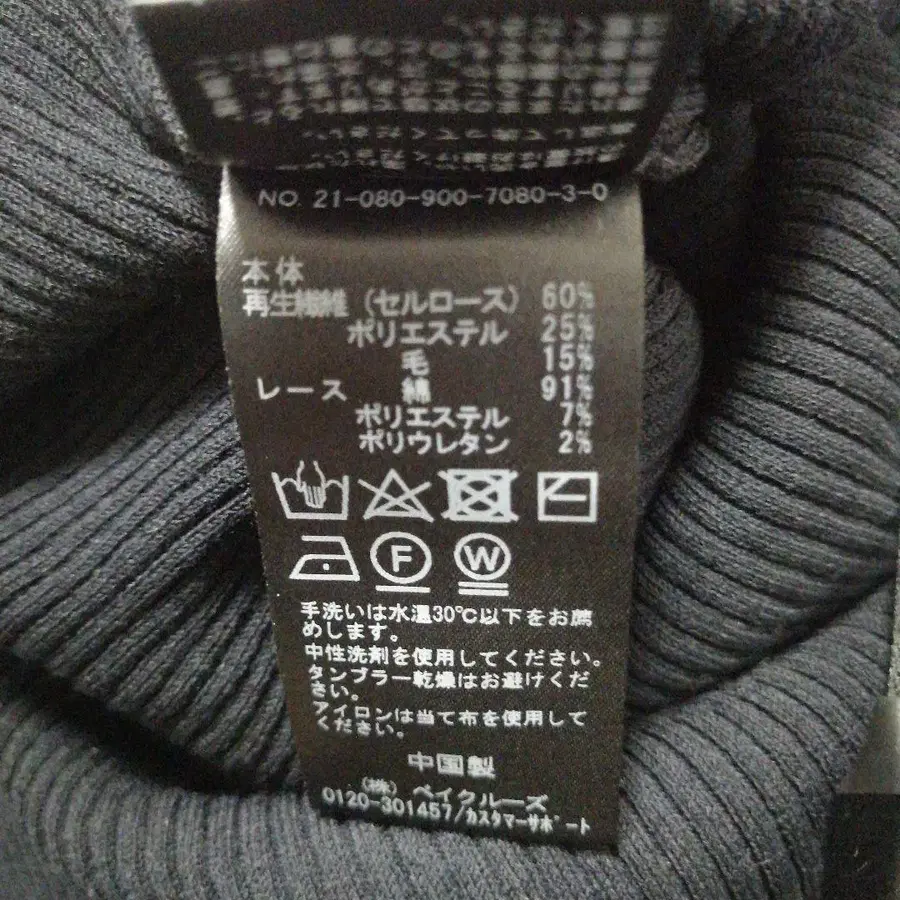 NO. 21-080-900-7080-3-0
本体
再生繊維 (セルロース) 60%
ポリエステル 25%
毛 15%
レース 綿 91%
ポリエステル 7%
ポリウレタン 2%
F W
手洗いは水温30℃以下をお薦
めします。
中性洗剤を使用してください。
タンブラー乾燥はお避けくだ
さい。
アイロンは当て布を使用して
ください。
中国製
(株) ベイクルーズ
0120-301457/カスタマーサポート